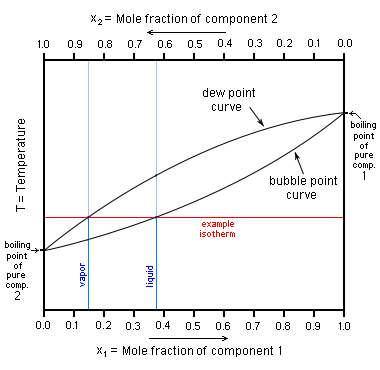 x₂ = Mole fraction of component 2
1.0 0.9 0.8 0.7 0.6 0.5 0.4 0.3 0.2 0.1 0.0
dew point
curve
boiling
point
of pure
comp.
1
bubble point
curve
T = Temperature
example
isotherm
boiling
point
of pure
comp.
2
vapor
liquid
0.0 0.1 0.2 0.3 0.4 0.5 0.6 0.7 0.8 0.9 1.0
x₁ = Mole fraction of component 1